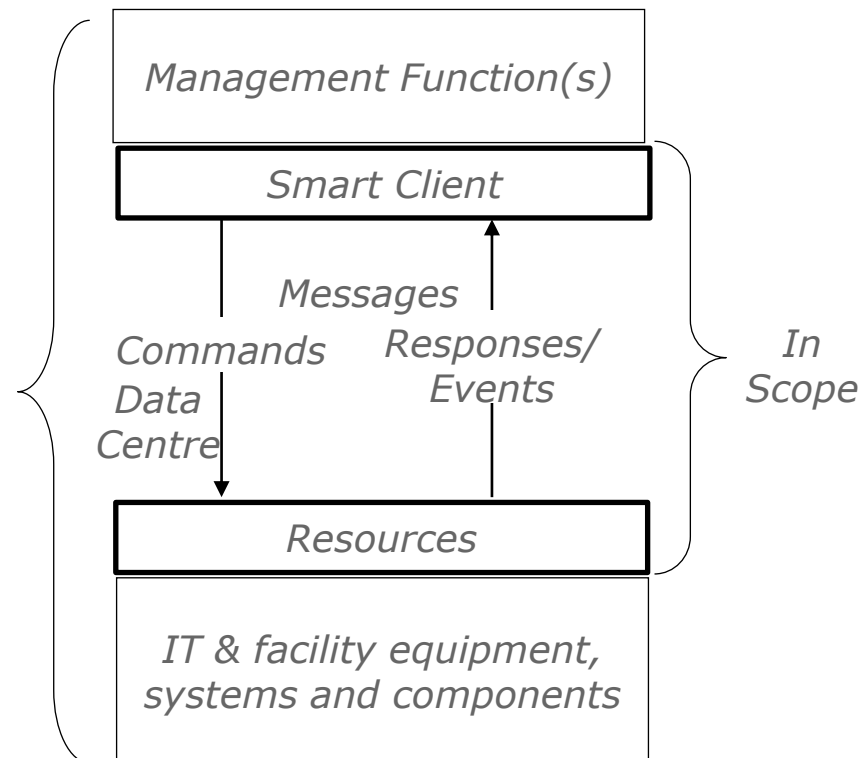 Management Function(s)
Smart Client
Messages
Commands
Responses/
Events
Data
Centre
In
Scope
Resources
IT & facility equipment,
systems and components